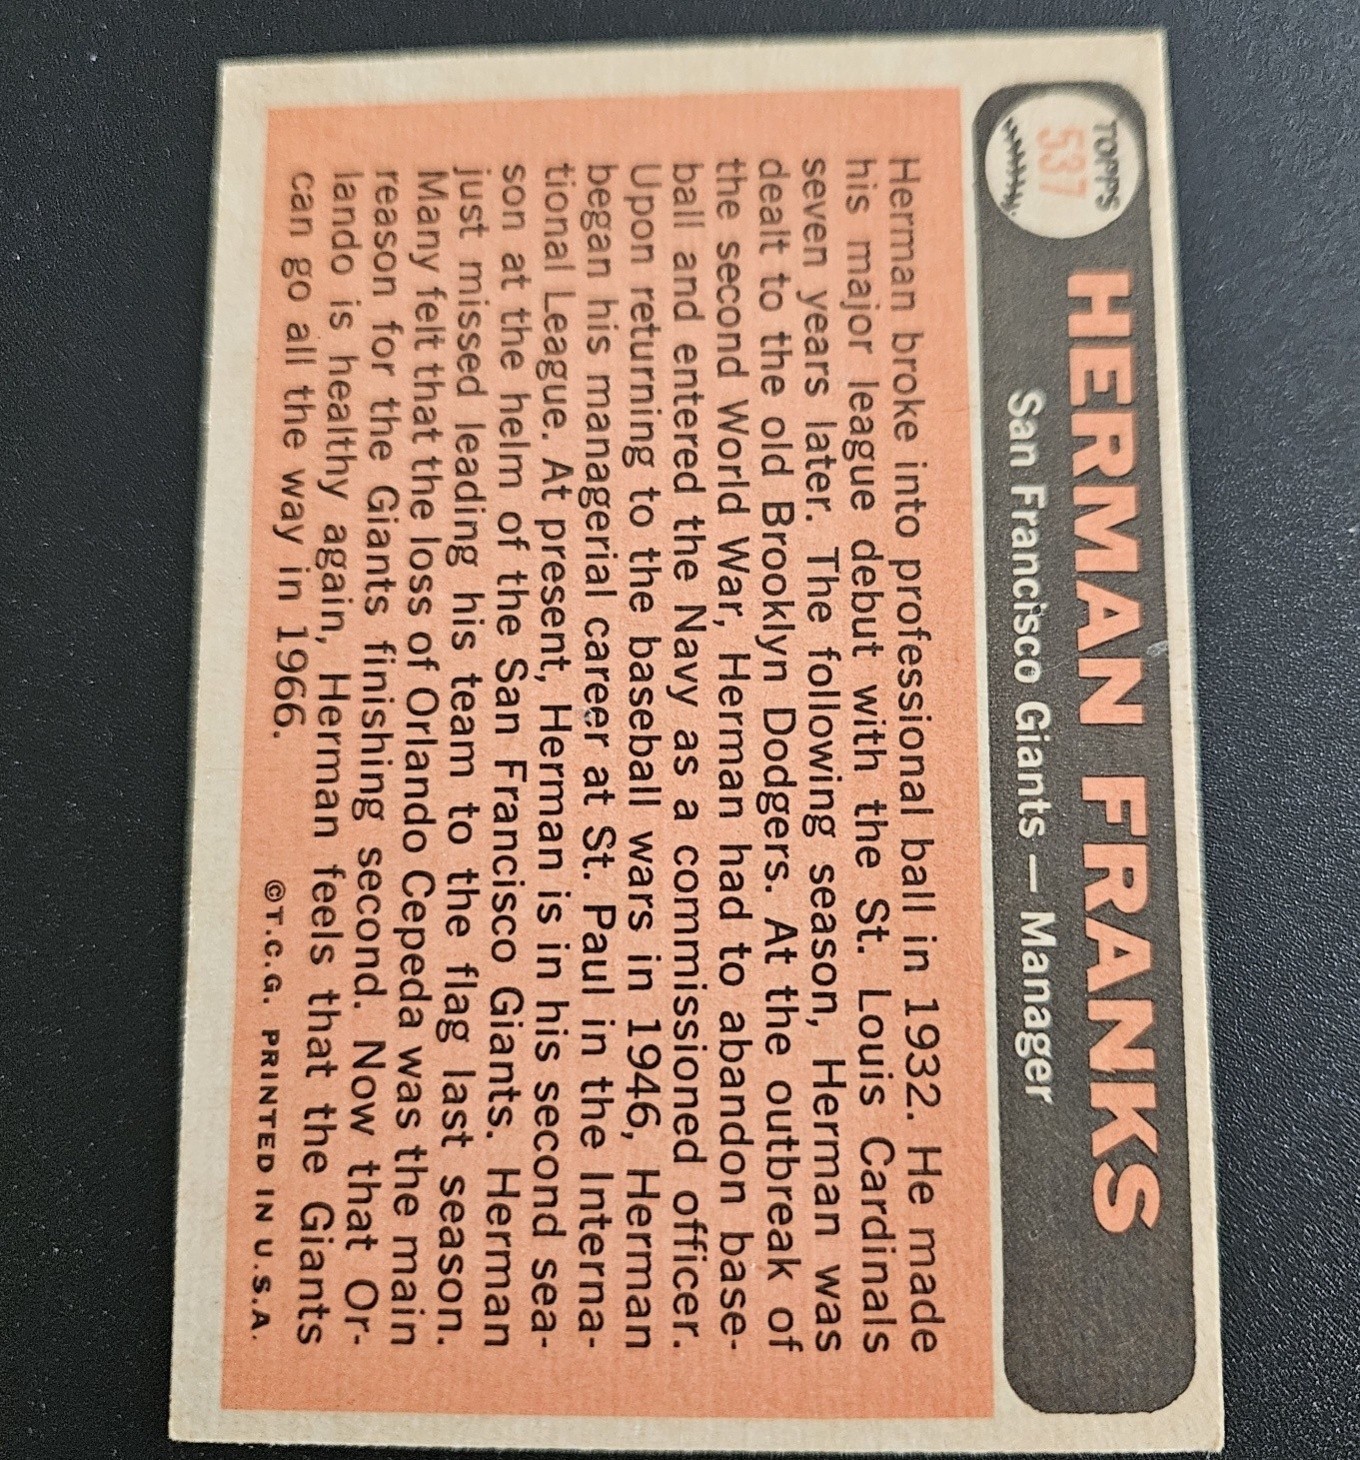 TOPPS
537
HERMAN FRANKS
San Francisco Giants — Manager
Herman broke into professional ball in 1932. He made
his major league debut with the St. Louis Cardinals
seven years later. The following season, Herman was
dealt to the old Brooklyn Dodgers. At the outbreak of
the second World War, Herman had to abandon base-
ball and entered the Navy as a commissioned officer.
Upon returning to the baseball wars in 1946, Herman
began his managerial career at St. Paul in the Interna-
tional League. At present, Herman is in his second sea-
son at the helm of the San Francisco Giants. Herman
just missed leading his team to the flag last season.
Many felt that the loss of Orlando Cepeda was the main
reason for the Giants finishing second. Now that Or-
lando is healthy again, Herman feels that the Giants
can go all the way in 1966.
©T.C.G. PRINTED IN U.S.A.